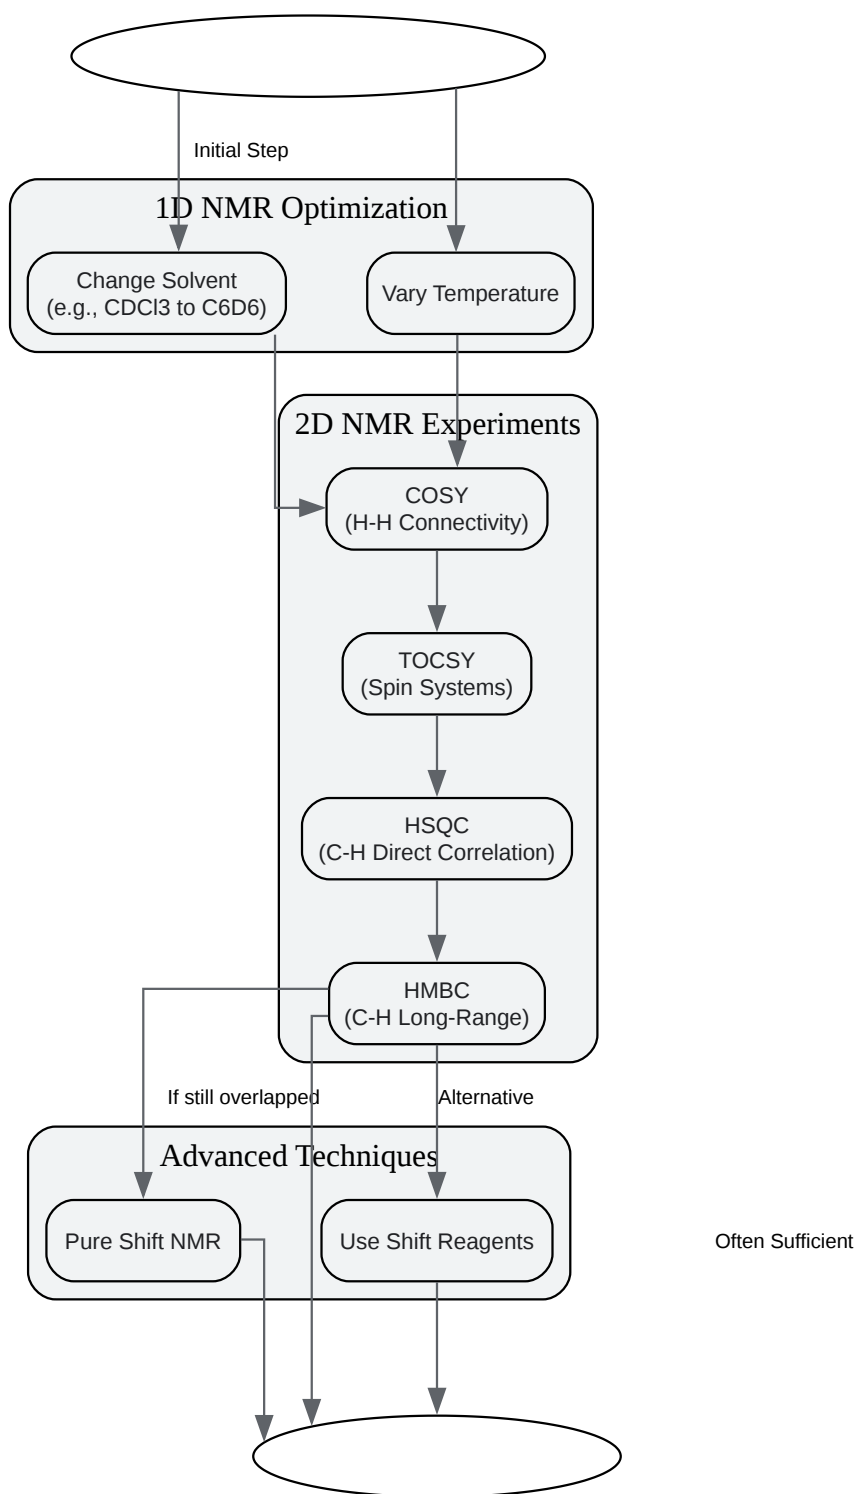 Initial Step
1D NMR Optimization
Change Solvent
(e.g., CDCl3 to C6D6)
Vary Temperature
2D NMR Experiments
COSY
(H-H Connectivity)
TOCSY
(Spin Systems)
HSQC
(C-H Direct Correlation)
HMBC
(C-H Long-Range)
If still overlapped
Alternative
Advanced Techniques
Pure Shift NMR
Use Shift Reagents
Often Sufficient